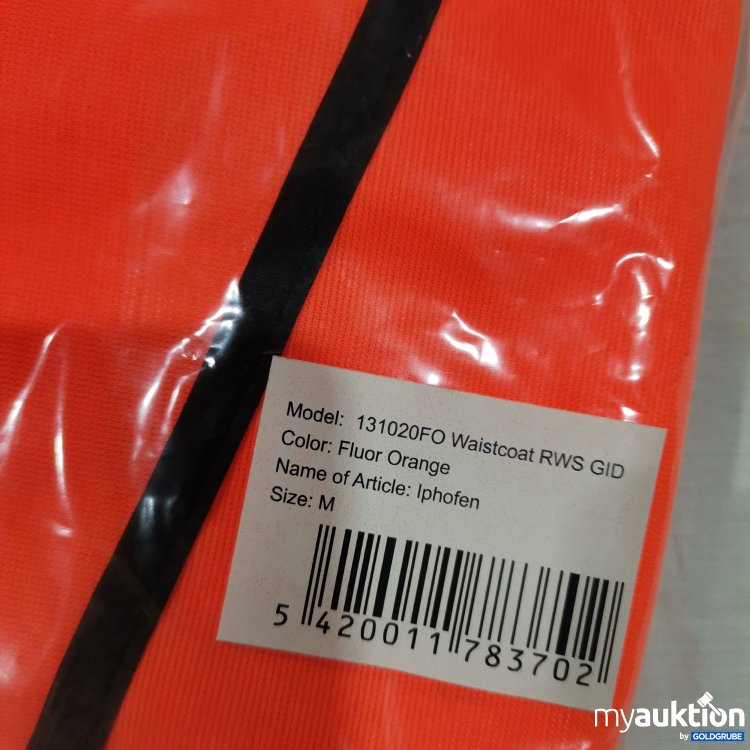 Model: 131020FO Waistcoat RWS GID
Color: Fluor Orange
Name of Article: Iphofen
Size: M
5 420011 783702
myauktion
by GOLDGRUBE